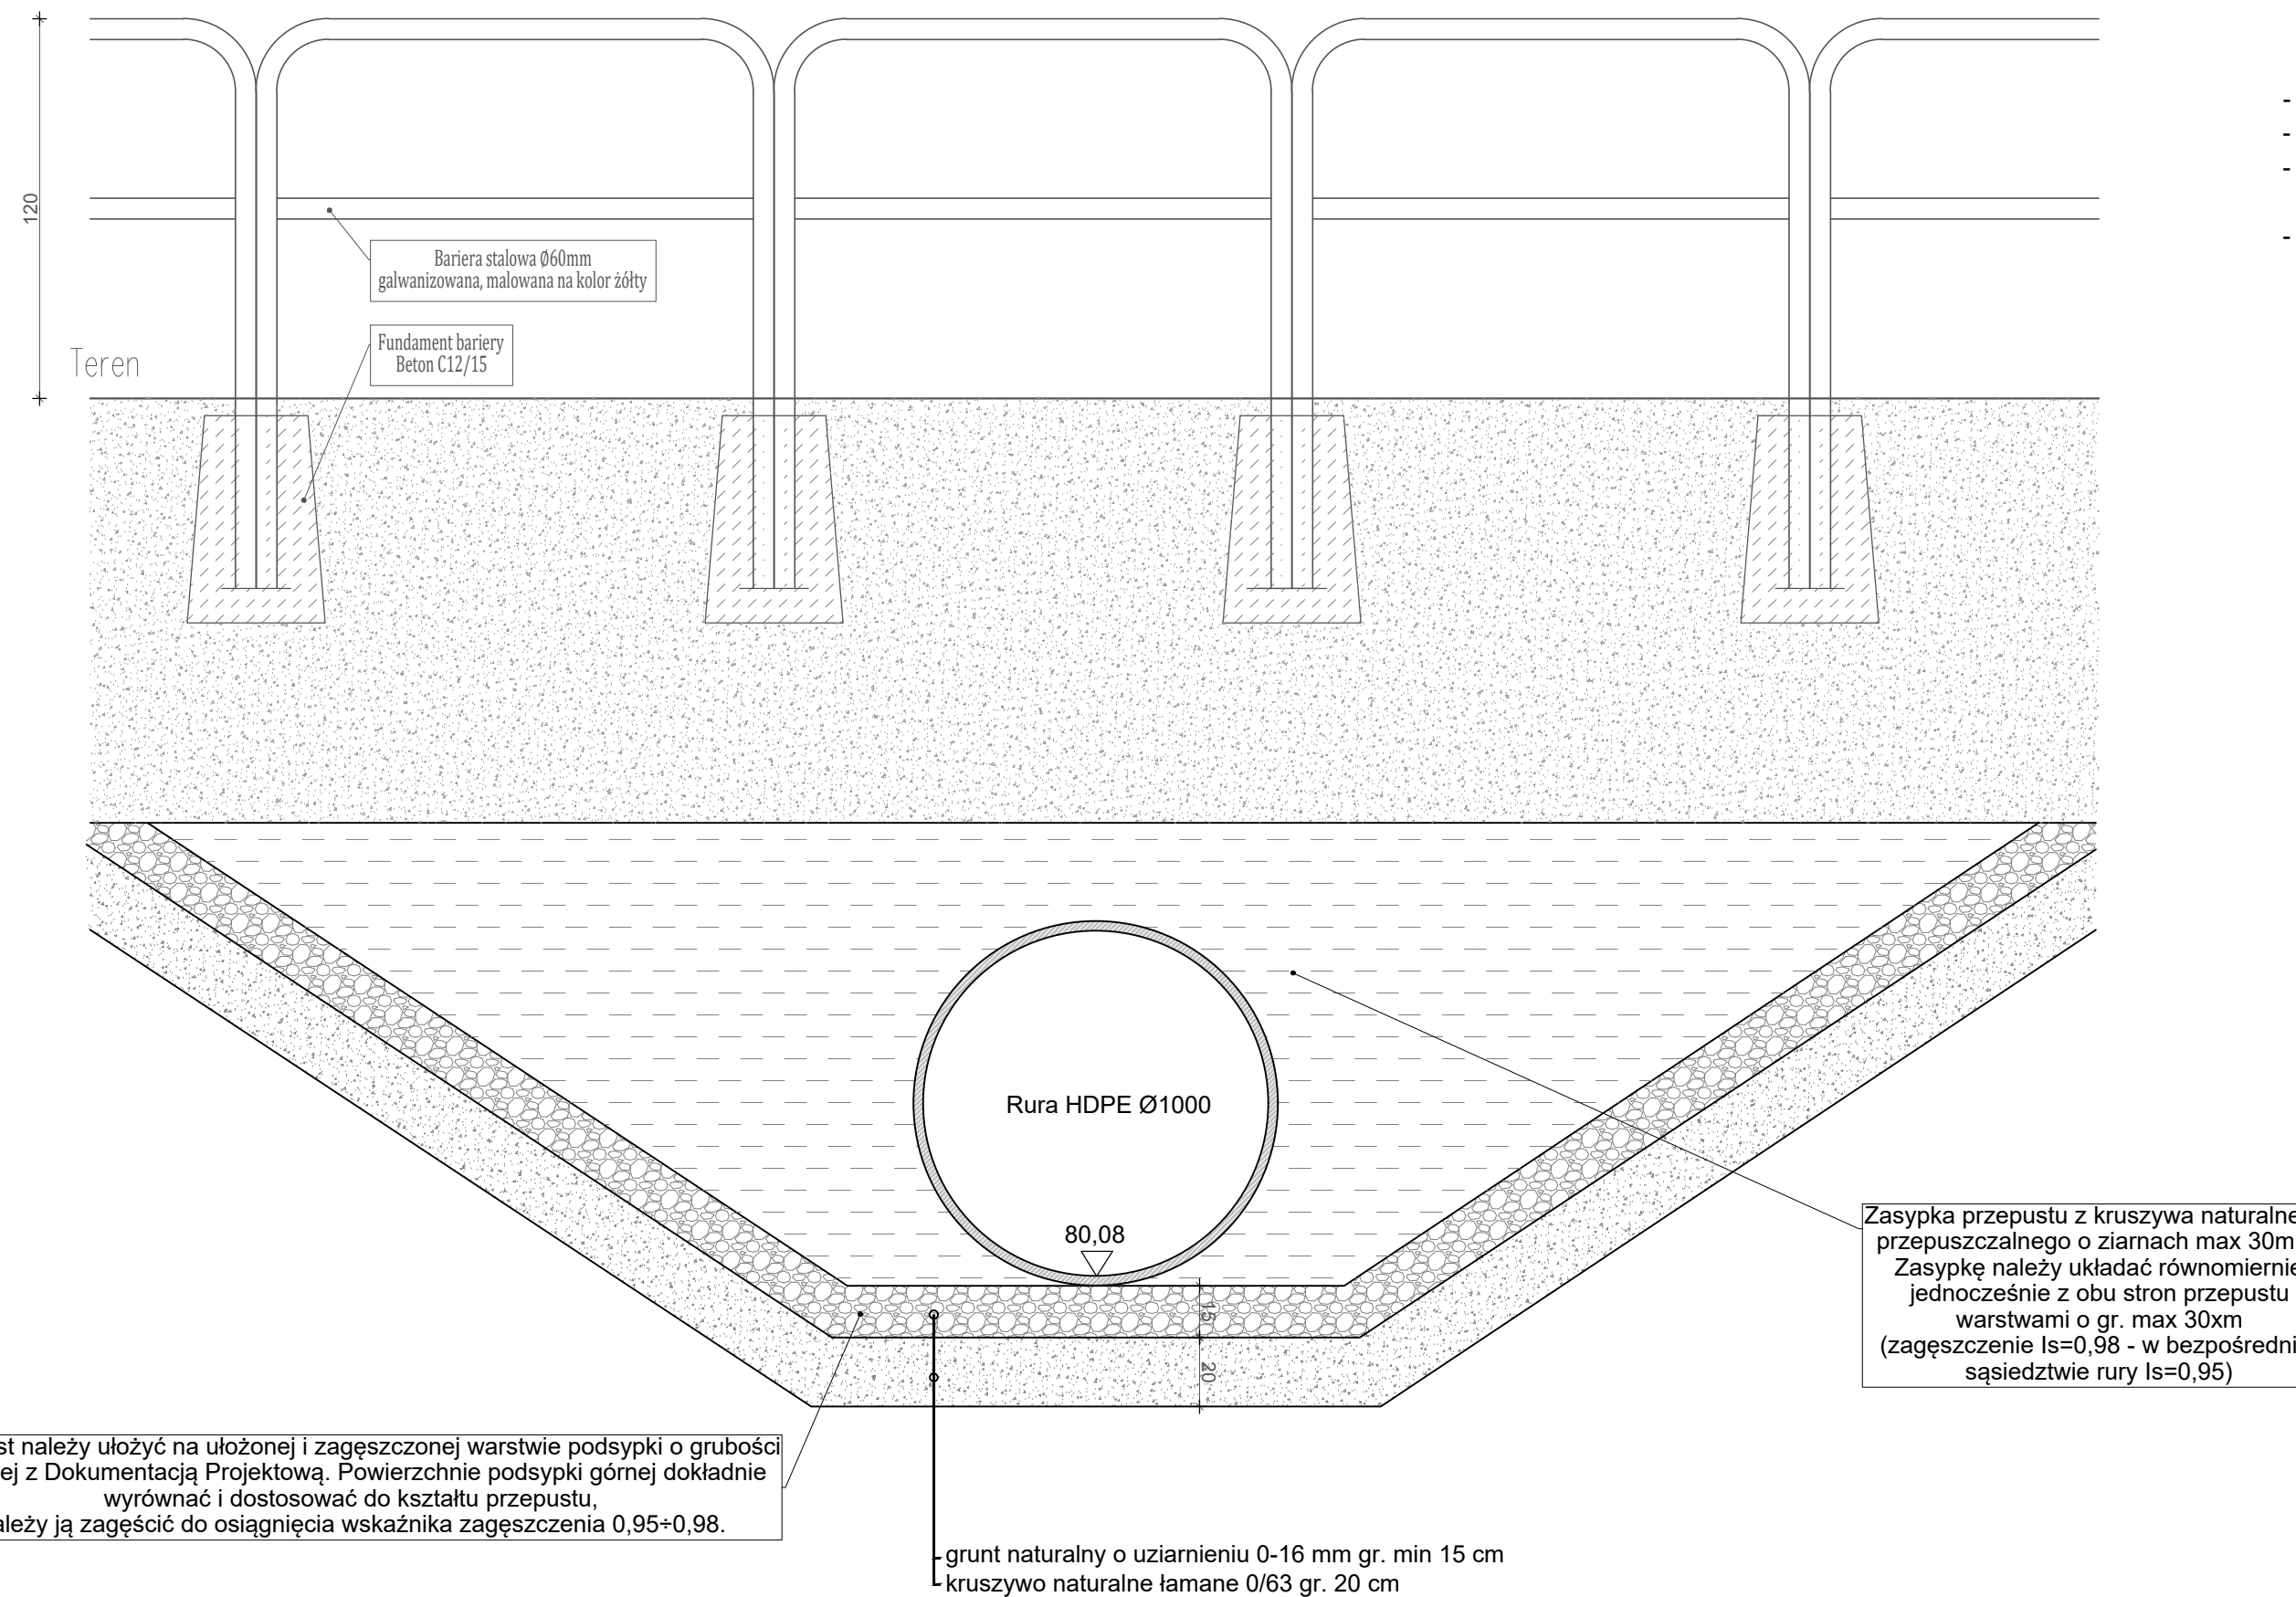 120
Bariera stalowa Ø60mm
galwanizowana, malowana na kolor żółty
Fundament bariery
Beton C12/15
Teren
Rura HDPE Ø1000
80,08
15
20
Zasypka przepustu z kruszywa naturalne
przepuszczalnego o ziarnach max 30m
Zasypkę należy układać równomiernie
jednocześnie z obu stron przepustu
warstwami o gr. max 30xm
(zagęszczenie Is=0,98 - w bezpośredni
sąsiedztwie rury Is=0,95)
st należy ułożyć na ułożonej i zagęszczonej warstwie podsypki o grubości
ej z Dokumentacją Projektową. Powierzchnie podsypki górnej dokładnie
wyrównać i dostosować do kształtu przepustu,
ależy ją zagęścić do osiągnięcia wskaźnika zagęszczenia 0,95÷0,98.
grunt naturalny o uziarnieniu 0-16 mm gr. min 15 cm
kruszywo naturalne łamane 0/63 gr. 20 cm